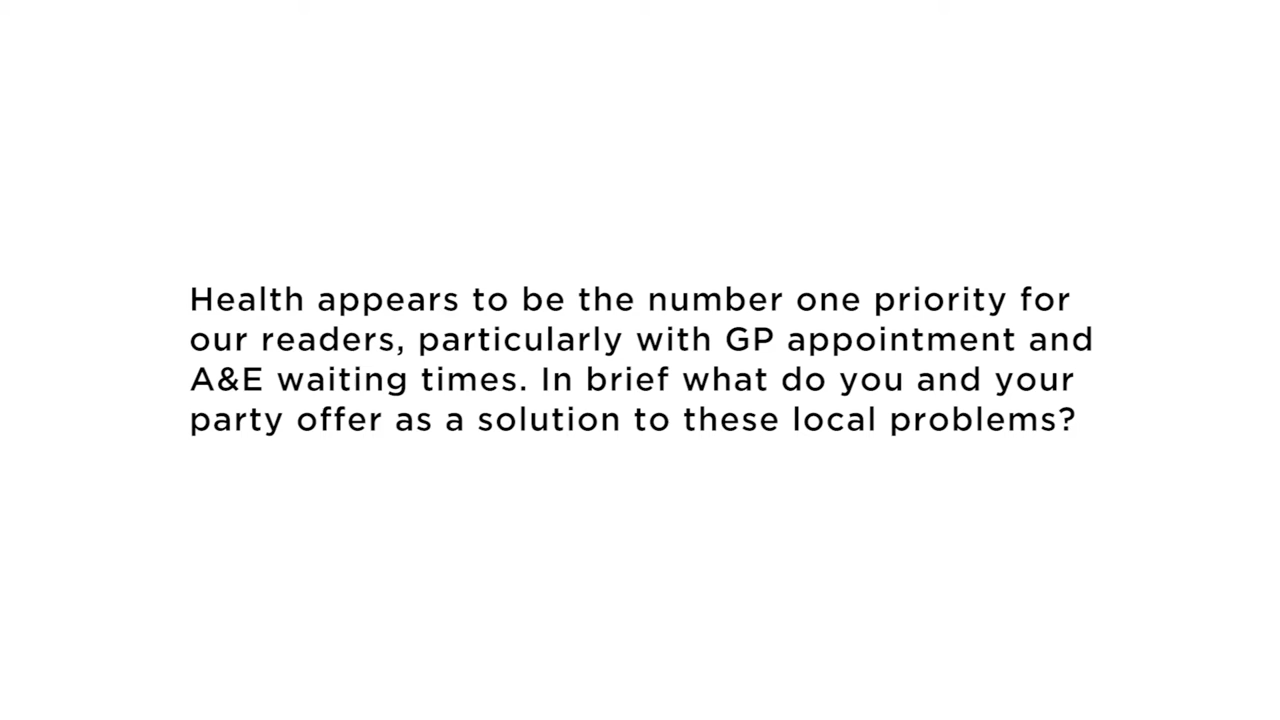 Health appears to be the number one priority for
our readers, particularly with GP appointment and
A&E waiting times. In brief what do you and your
party offer as a solution to these local problems?